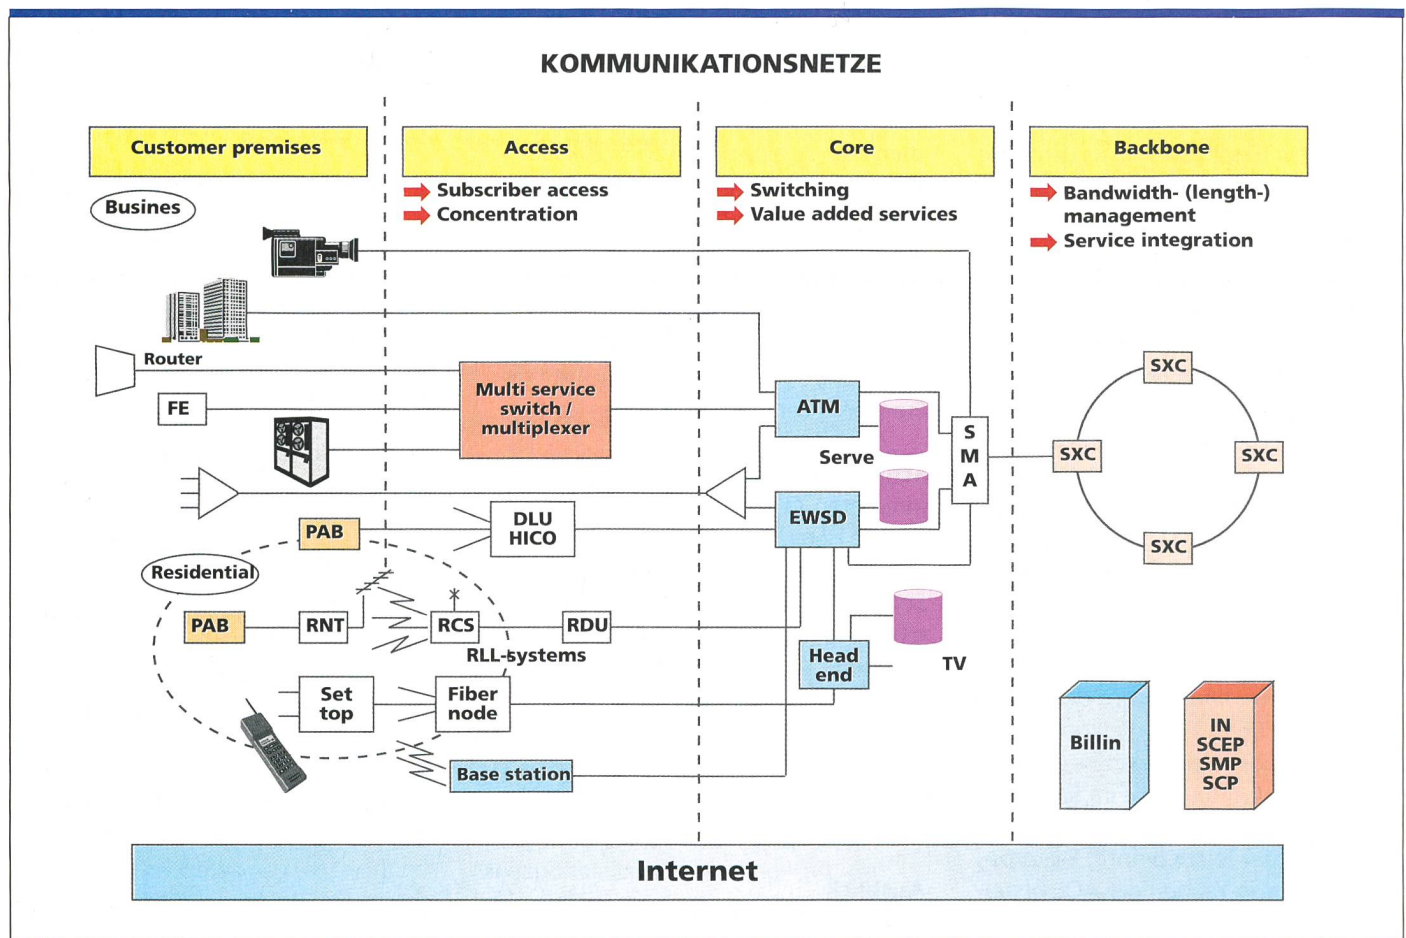 KOMMUNIKATIONSNETZE
Customer premises
Access
Core
Backbone
Subscriber access
Concentration
Switching
Value added services
Bandwidth- (length-)
management
Service integration
Busines
Router
FE
Multi service
switch /
multiplexer
ATM
Serve
S
M
A
SXC
SXC
SXC
SXC
PAB
DLU
HICO
EWSD
Residential
PAB
RNT
RCS
RDU
RLL-systems
Head
end
TV
Set
top
Fiber
node
Base station
Billin
IN
SCEP
SMP
SCP
Internet